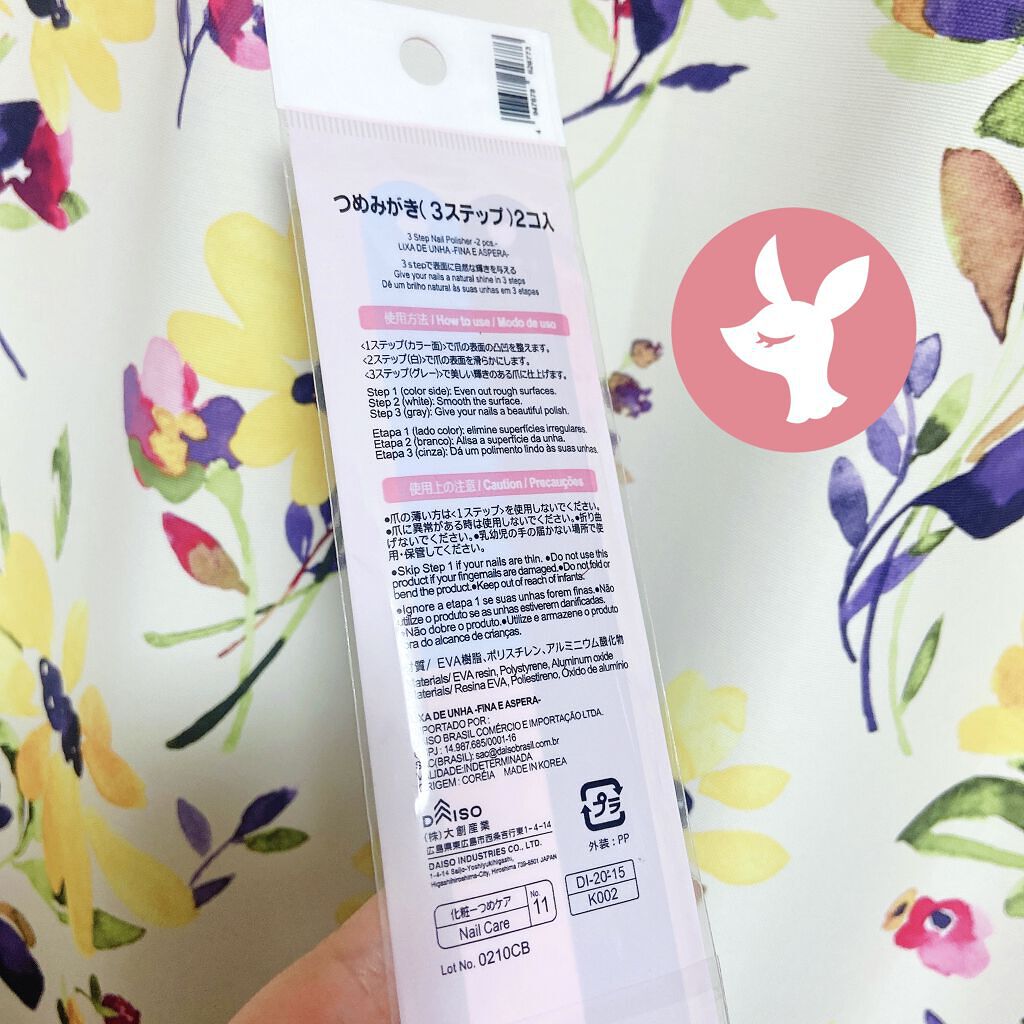 つめみがき(3ステップ)2コ入
3 Step Nail Polisher -2 pcs.-
LIXA DE UNHA -FINA E ASPERA-
3 stepで表面に自然な輝きを与える
Give your nails a natural shine in 3 steps
Dê um brilho natural às suas unhas em 3 etapas
使用方法 / How to use / Modo de uso
<1ステップ(カラー面)>で爪の表面の凸凹を整えます。
<2ステップ(白)>で爪の表面を滑らかにします。
<3ステップ(グレー)>で美しい輝きのある爪に仕上げます。
Step 1 (color side): Even out rough surfaces.
Step 2 (white): Smooth the surface.
Step 3 (gray): Give your nails a beautiful polish.
Etapa 1 (lado color): elimine superfícies irregulares.
Etapa 2 (branco): Alisa a superfície da unha.
Etapa 3 (cinza): Dá um polimento lindo às suas unhas.
使用上の注意 / Caution / Precauções
●爪の薄い方は<1ステップ>を使用しないでください。
●爪に異常がある時は使用しないでください。●折り曲
げないでください。●乳幼児の手の届かない場所で使
用・保管してください。
●Skip Step 1 if your nails are thin. ●Do not use this
product if your fingernails are damaged.●Do not fold or
bend the product.●Keep out of reach of infants.
●Ignore a etapa 1 se suas unhas forem finas.●Não
utilize o produto se as unhas estiverem danificadas.
●Não dobre o produto.●Utilize e armazene o produto
ora do alcance de crianças.
質 / EVA樹脂、ポリスチレン、アルミニウム酸化物
aterials/ EVA resin, Polystyrene, Aluminum oxide
ateriais/ Resina EVA, Poliestireno, Óxido de alumínio
XA DE UNHA -FINA E ASPERA-
PORTADO POR :
ISO BRASIL COMÉRCIO E IMPORTAÇÃO LTDA.
PJ : 14.987.685/0001-16
SAC(BRASIL): sac@daisobrasil.com.br
ALIDADE:INDETERMINADA
RIGEM : CORÉIA MADE IN KOREA
DAISO
(株)大創産業
広島県東広島市西条吉行東1-4-14
DAISO INDUSTRIES CO., LTD.
1-4-14 Saijo-Yoshiyukihigashi,
Higashihiroshima-City, Hiroshima 739-8501 JAPAN
プラ
外装 : PP
化粧-つめケア
Nail Care
No.
11
DI-20-15
K002
Lot No. 0210CB